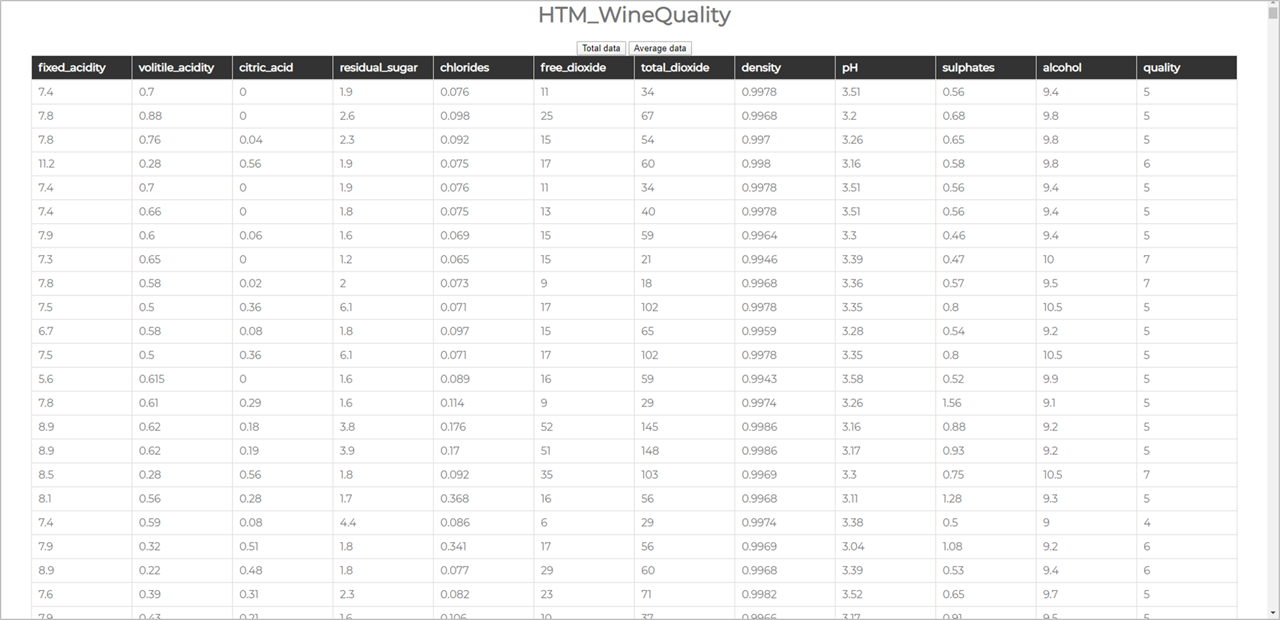 HTM_WineQuality
Total data Average data
fixed_acidity volitile_acidity citric_acid residual_sugar chlorides free_dioxide total_dioxide density pH sulphates alcohol quality
7.4 0.7 0 1.9 0.076 11 34 0.9978 3.51 0.56 9.4 5
7.8 0.88 0 2.6 0.098 25 67 0.9968 3.2 0.68 9.8 5
7.8 0.76 0.04 2.3 0.092 15 54 0.997 3.26 0.65 9.8 5
11.2 0.28 0.56 1.9 0.075 17 60 0.998 3.16 0.58 9.8 6
7.4 0.7 0 1.9 0.076 11 34 0.9978 3.51 0.56 9.4 5
7.4 0.66 0 1.8 0.075 13 40 0.9978 3.51 0.56 9.4 5
7.9 0.6 0.06 1.6 0.069 15 59 0.9964 3.3 0.46 9.4 5
7.3 0.65 0 1.2 0.065 15 21 0.9946 3.39 0.47 10 7
7.8 0.58 0.02 2 0.073 9 18 0.9968 3.36 0.57 9.5 7
7.5 0.5 0.36 6.1 0.071 17 102 0.9978 3.35 0.8 10.5 5
6.7 0.58 0.08 1.8 0.097 15 65 0.9959 3.28 0.54 9.2 5
7.5 0.5 0.36 6.1 0.071 17 102 0.9978 3.35 0.8 10.5 5
5.6 0.615 0 1.6 0.089 16 59 0.9943 3.58 0.52 9.9 5
7.8 0.61 0.29 1.6 0.114 9 29 0.9974 3.26 1.56 9.1 5
8.9 0.62 0.18 3.8 0.176 52 145 0.9986 3.16 0.88 9.2 5
8.9 0.62 0.19 3.9 0.17 51 148 0.9986 3.17 0.93 9.2 5
8.5 0.28 0.56 1.8 0.092 35 103 0.9969 3.3 0.75 10.5 7
8.1 0.56 0.28 1.7 0.368 16 56 0.9968 3.11 1.28 9.3 5
7.4 0.59 0.08 4.4 0.086 6 29 0.9974 3.38 0.5 9 4
7.9 0.32 0.51 1.8 0.341 17 56 0.9969 3.04 1.08 9.2 6
8.9 0.22 0.48 1.8 0.077 29 60 0.9968 3.39 0.53 9.4 6
7.6 0.39 0.31 2.3 0.082 23 71 0.9982 3.52 0.65 9.7 5
7.9 0.43 0.21 1.6 0.106 10 37 0.9966 3.17 0.91 9.5 5